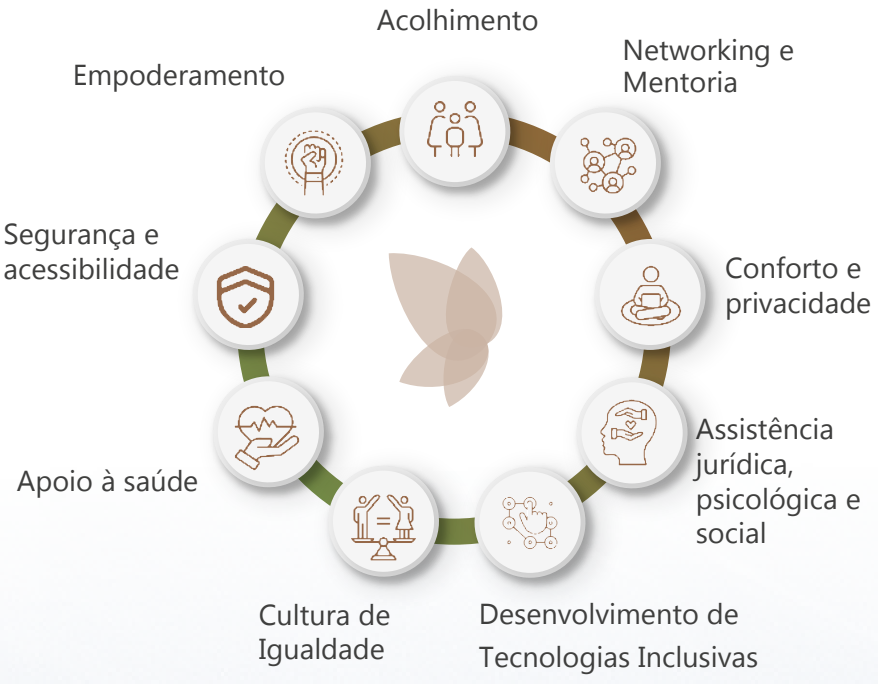 Acolhimento
Networking e
Mentoria
Conforto e
privacidade
Assistência
jurídica,
psicológica e
social
Desenvolvimento de
Tecnologias Inclusivas
Cultura de
Igualdade
Apoio à saúde
Segurança e
acessibilidade
Empoderamento